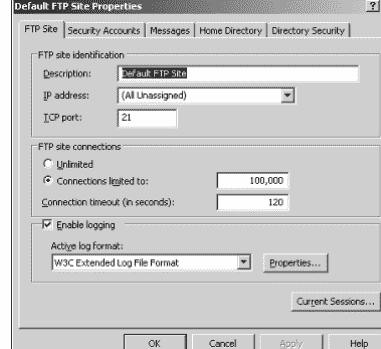 Default FTP Site Properties ?
FTP Site Security Accounts Messages Home Directory Directory Security
FTP site identification
Description: Default FTP Site
IP address: (All Unassigned)
TCP port: 21
FTP site connections
Unlimited
Connections limited to: 100,000
Connection timeout (in seconds): 120
Enable logging
Active log format:
W3C Extended Log File Format Properties...
Current Sessions...
OK Cancel Apply Help